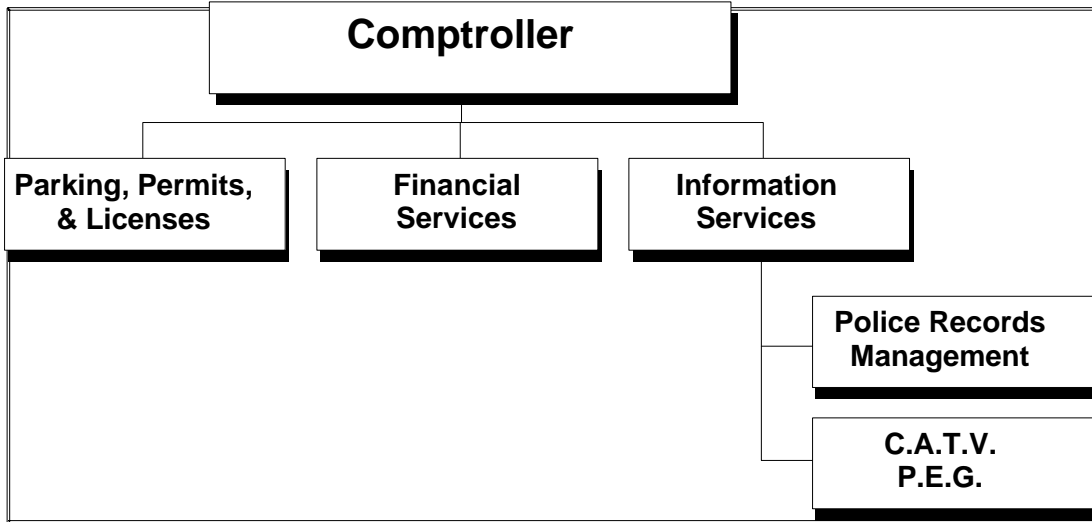 Comptroller
Parking, Permits,
& Licenses
Financial
Services
Information
Services
Police Records
Management
C.A.T.V.
P.E.G.